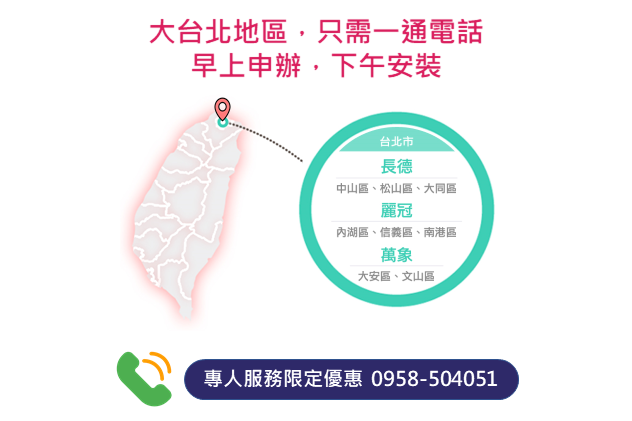 大台北地區，只需一通電話
早上申辦，下午安裝
台北市
長德
中山區、松山區、大同區
麗冠
內湖區、信義區、南港區
萬象
大安區、文山區
專人服務限定優惠 0958-504051